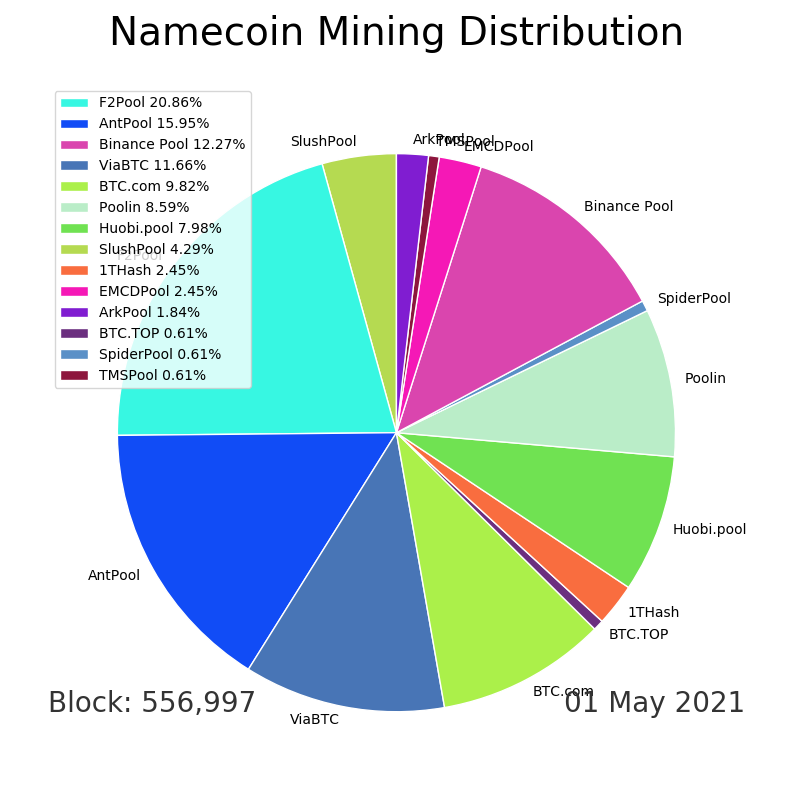 Namecoin Mining Distribution
F2Pool 20.86%
AntPool 15.95%
Binance Pool 12.27%
ViaBTC 11.66%
BTC.com 9.82%
Poolin 8.59%
Huobi.pool 7.98%
SlushPool 4.29%
1THash 2.45%
EMCDPool 2.45%
ArkPool 1.84%
BTC.TOP 0.61%
SpiderPool 0.61%
TMSPool 0.61%
SlushPool
ArkPool
TMSPool
EMCDPool
Binance Pool
F2Pool
SpiderPool
Poolin
Huobi.pool
AntPool
1THash
BTC.TOP
BTC.com
ViaBTC
Block: 556,997
01 May 2021